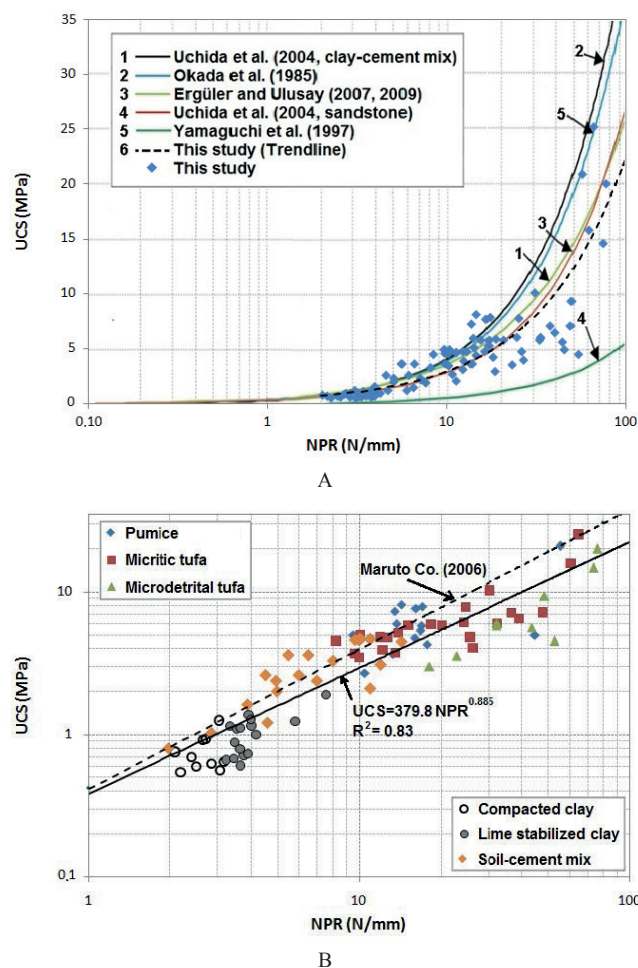 35
30
25
20
15
10
5
0
UCS (MPa)
1 Uchida et al. (2004, clay-cement mix)
2 Okada et al. (1985)
3 Ergüler and Ulusay (2007, 2009)
4 Uchida et al. (2004, sandstone)
5 Yamaguchi et al. (1997)
6 This study (Trendline)
This study
2
5
3
1
4
0.10
1
10
100
NPR (N/mm)
A
UCS (MPa)
10
1
0,1
Pumice
Micritic tufa
Microdetrital tufa
Maruto Co. (2006)
UCS=379.8 NPR^0.885
R² = 0.83
Compacted clay
Lime stabilized clay
Soil-cement mix
1
10
100
NPR (N/mm)
B